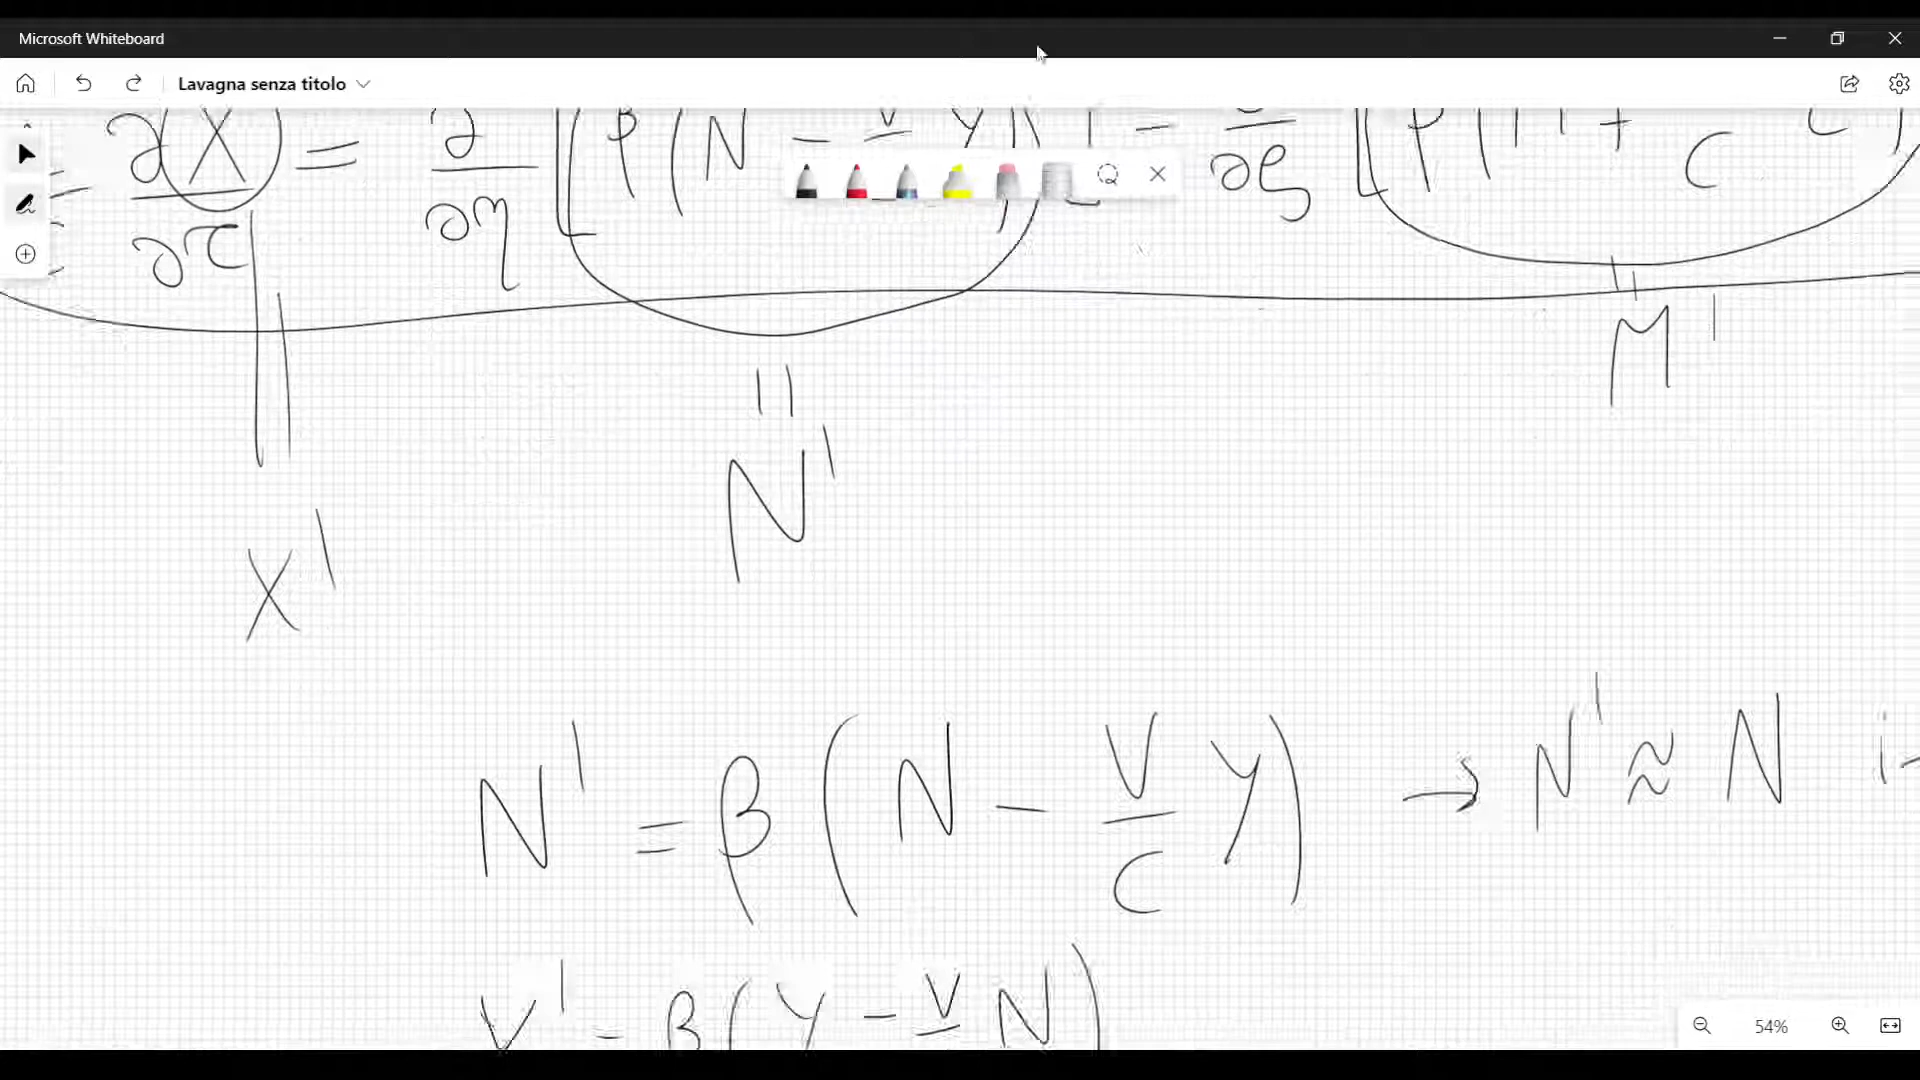 Microsoft Whiteboard
Lavagna senza titolo
∂X/∂τ = ∂/∂η [β(N − v/ Y)] − ∂/∂ζ [β(M + C
X'
N'
M'
N' = β (N − V/C Y) → N' ≈ N
Y' = β (Y − V N)
54%